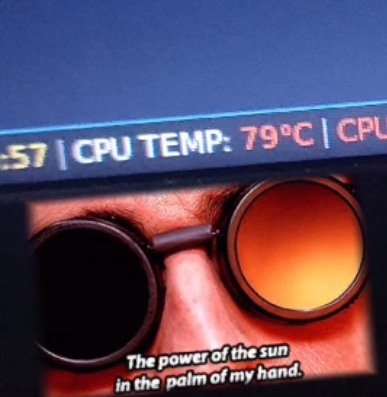 :57 | CPU TEMP: 79°C | CPU
The power of the sun
in the palm of my hand.